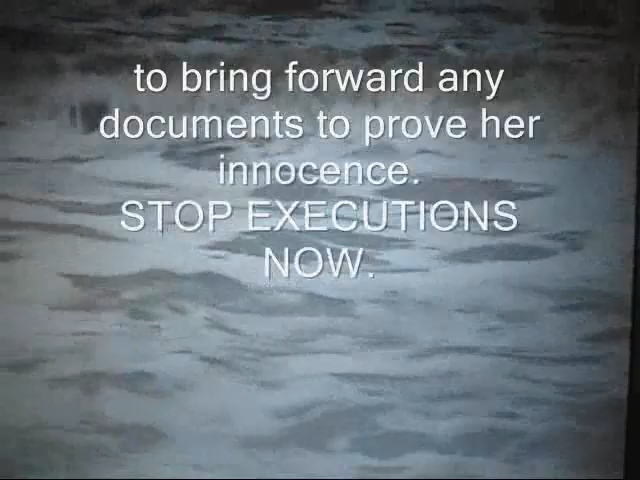 to bring forward any
documents to prove her
innocence.
STOP EXECUTIONS
NOW.